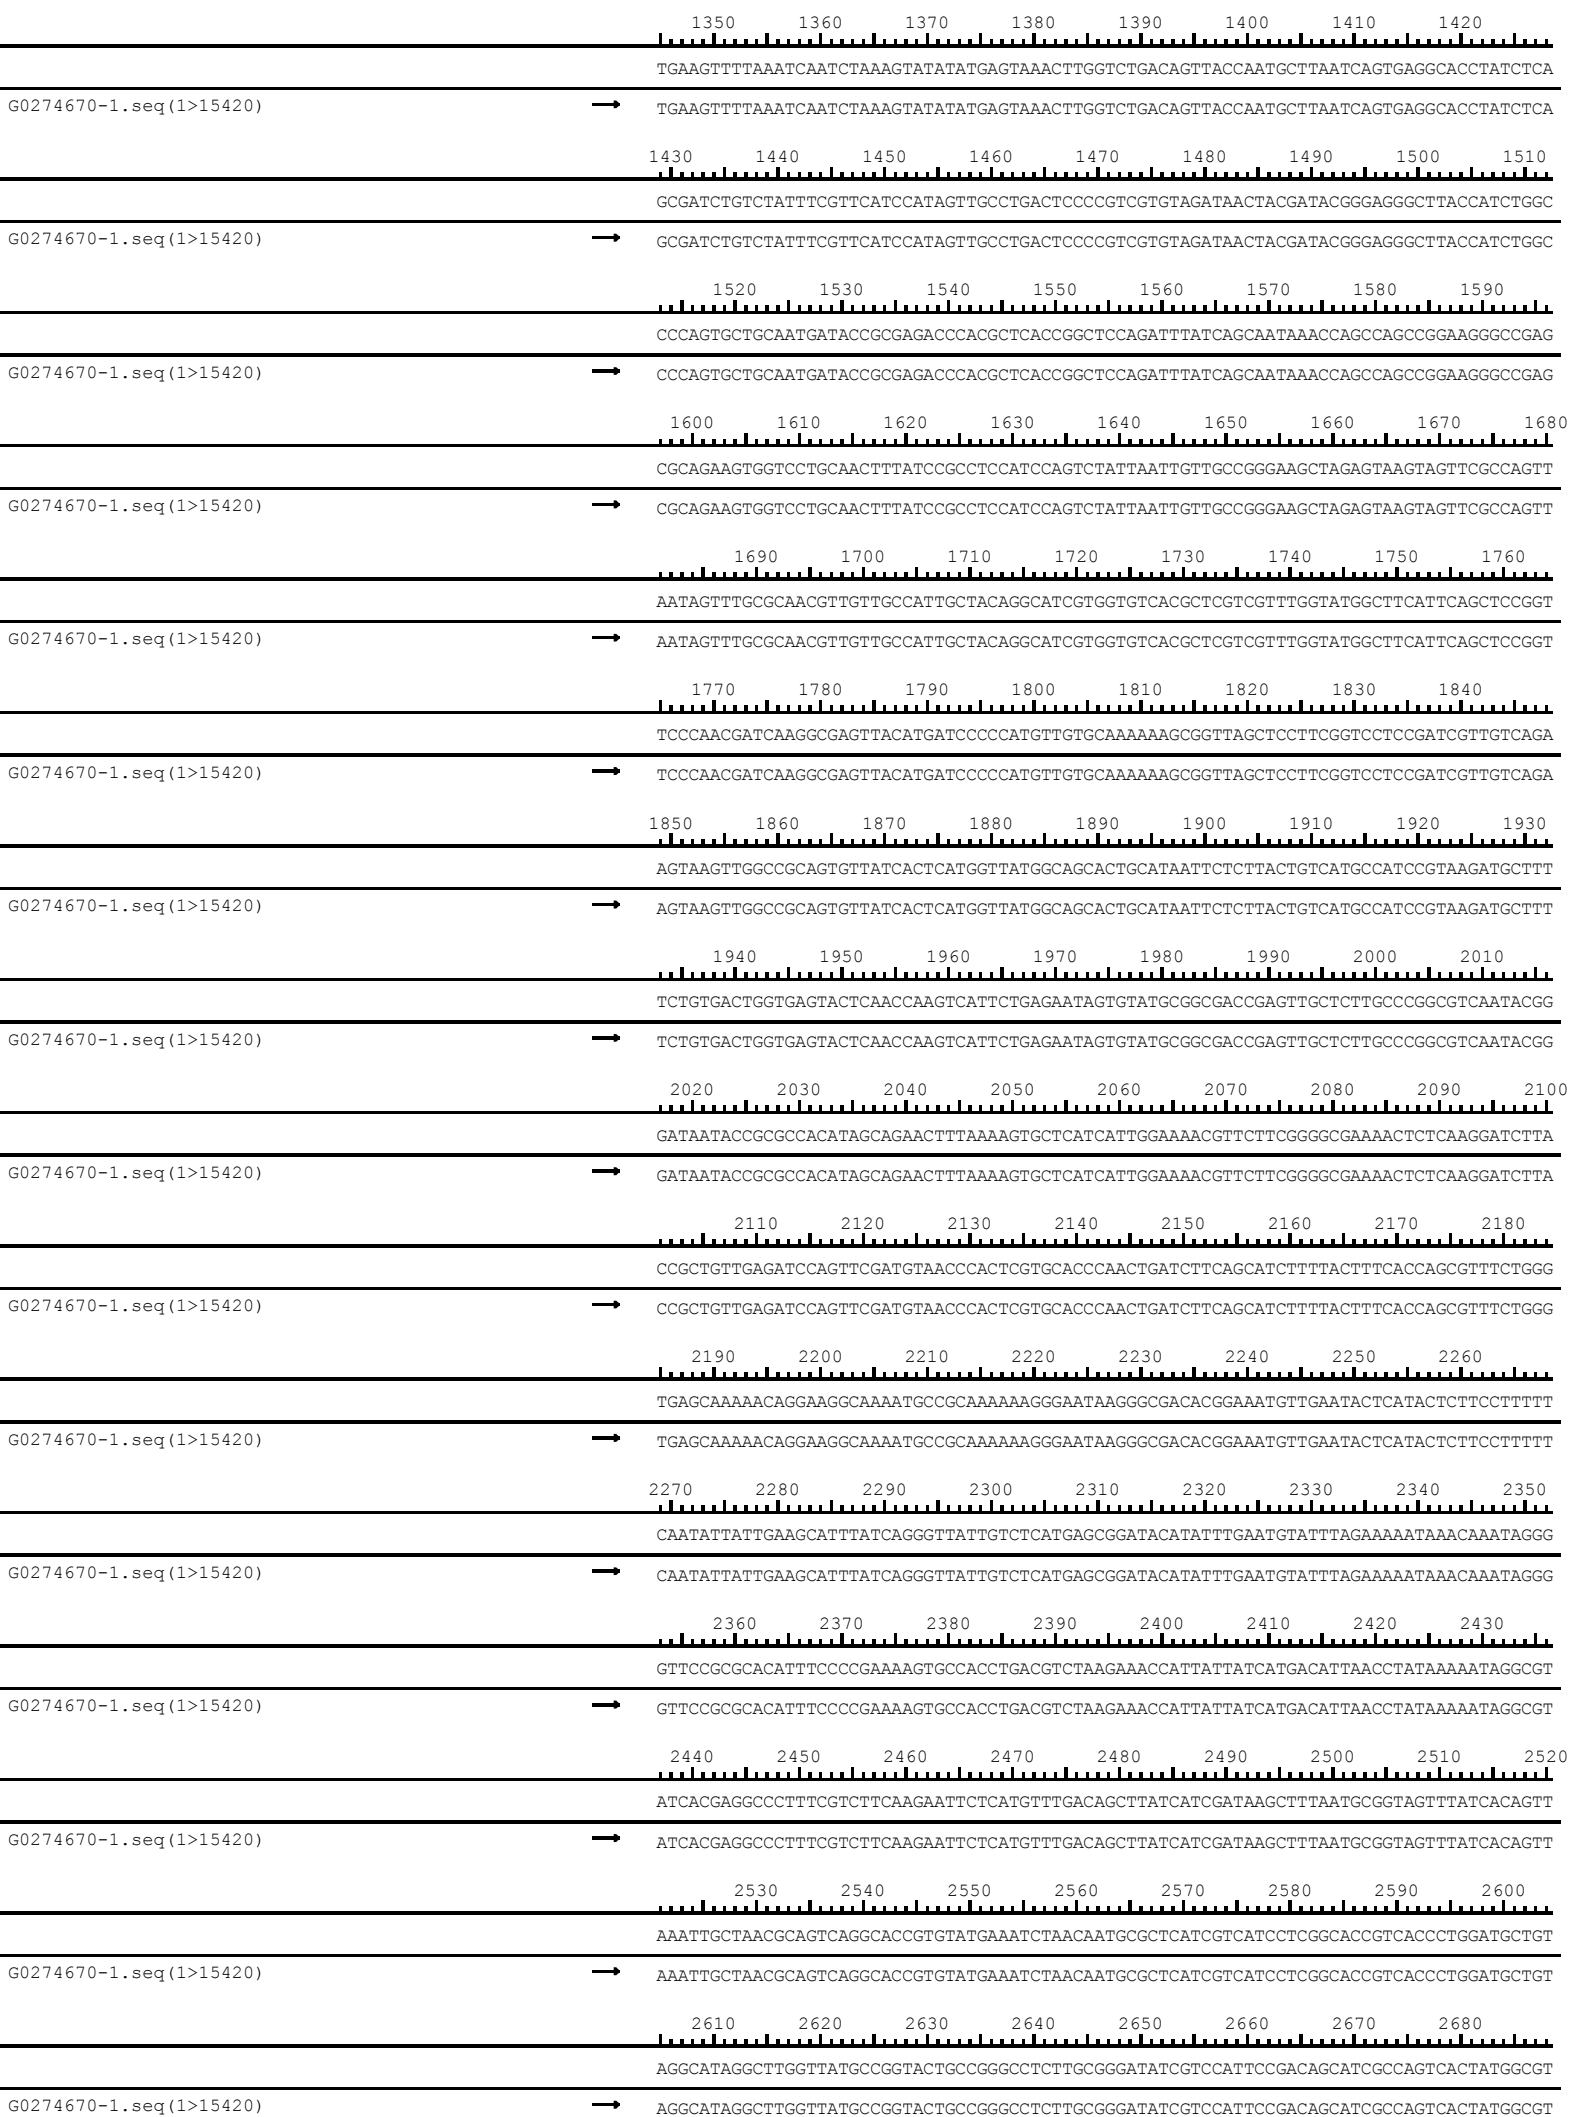 1350 1360 1370 1380 1390 1400 1410 1420
TGAAGTTTTAAATCAATCTAAAGTATATATGAGTAAACTTGGTCTGACAGTTACCAATGCTTAATCAGTGAGGCACCTATCTCA
G0274670-1.seq(1>15420) → TGAAGTTTTAAATCAATCTAAAGTATATATGAGTAAACTTGGTCTGACAGTTACCAATGCTTAATCAGTGAGGCACCTATCTCA
1430 1440 1450 1460 1470 1480 1490 1500 1510
GCGATCTGTCTATTTCGTTCATCCATAGTTGCCTGACTCCCCGTCGTGTAGATAACTACGATACGGGAGGGCTTACCATCTGGC
G0274670-1.seq(1>15420) → GCGATCTGTCTATTTCGTTCATCCATAGTTGCCTGACTCCCCGTCGTGTAGATAACTACGATACGGGAGGGCTTACCATCTGGC
1520 1530 1540 1550 1560 1570 1580 1590
CCCAGTGCTGCAATGATACCGCGAGACCCACGCTCACCGGCTCCAGATTTATCAGCAATAAACCAGCCAGCCGGAAGGGCCGAG
G0274670-1.seq(1>15420) → CCCAGTGCTGCAATGATACCGCGAGACCCACGCTCACCGGCTCCAGATTTATCAGCAATAAACCAGCCAGCCGGAAGGGCCGAG
1600 1610 1620 1630 1640 1650 1660 1670 1680
CGCAGAAGTGGTCCTGCAACTTTATCCGCCTCCATCCAGTCTATTAATTGTTGCCGGGAAGCTAGAGTAAGTAGTTCGCCAGTT
G0274670-1.seq(1>15420) → CGCAGAAGTGGTCCTGCAACTTTATCCGCCTCCATCCAGTCTATTAATTGTTGCCGGGAAGCTAGAGTAAGTAGTTCGCCAGTT
1690 1700 1710 1720 1730 1740 1750 1760
AATAGTTTGCGCAACGTTGTTGCCATTGCTACAGGCATCGTGGTGTCACGCTCGTCGTTTGGTATGGCTTCATTCAGCTCCGGT
G0274670-1.seq(1>15420) → AATAGTTTGCGCAACGTTGTTGCCATTGCTACAGGCATCGTGGTGTCACGCTCGTCGTTTGGTATGGCTTCATTCAGCTCCGGT
1770 1780 1790 1800 1810 1820 1830 1840
TCCCAACGATCAAGGCGAGTTACATGATCCCCCATGTTGTGCAAAAAAGCGGTTAGCTCCTTCGGTCCTCCGATCGTTGTCAGA
G0274670-1.seq(1>15420) → TCCCAACGATCAAGGCGAGTTACATGATCCCCCATGTTGTGCAAAAAAGCGGTTAGCTCCTTCGGTCCTCCGATCGTTGTCAGA
1850 1860 1870 1880 1890 1900 1910 1920 1930
AGTAAGTTGGCCGCAGTGTTATCACTCATGGTTATGGCAGCACTGCATAATTCTCTTACTGTCATGCCATCCGTAAGATGCTTT
G0274670-1.seq(1>15420) → AGTAAGTTGGCCGCAGTGTTATCACTCATGGTTATGGCAGCACTGCATAATTCTCTTACTGTCATGCCATCCGTAAGATGCTTT
1940 1950 1960 1970 1980 1990 2000 2010
TCTGTGACTGGTGAGTACTCAACCAAGTCATTCTGAGAATAGTGTATGCGGCGACCGAGTTGCTCTTGCCCGGCGTCAATACGG
G0274670-1.seq(1>15420) → TCTGTGACTGGTGAGTACTCAACCAAGTCATTCTGAGAATAGTGTATGCGGCGACCGAGTTGCTCTTGCCCGGCGTCAATACGG
2020 2030 2040 2050 2060 2070 2080 2090 2100
GATAATACCGCGCCACATAGCAGAACTTTAAAAGTGCTCATCATTGGAAAACGTTCTTCGGGGCGAAAACTCTCAAGGATCTTA
G0274670-1.seq(1>15420) → GATAATACCGCGCCACATAGCAGAACTTTAAAAGTGCTCATCATTGGAAAACGTTCTTCGGGGCGAAAACTCTCAAGGATCTTA
2110 2120 2130 2140 2150 2160 2170 2180
CCGCTGTTGAGATCCAGTTCGATGTAACCCACTCGTGCACCCAACTGATCTTCAGCATCTTTTACTTTCACCAGCGTTTCTGGG
G0274670-1.seq(1>15420) → CCGCTGTTGAGATCCAGTTCGATGTAACCCACTCGTGCACCCAACTGATCTTCAGCATCTTTTACTTTCACCAGCGTTTCTGGG
2190 2200 2210 2220 2230 2240 2250 2260
TGAGCAAAAACAGGAAGGCAAAATGCCGCAAAAAAGGGAATAAGGGCGACACGGAAATGTTGAATACTCATACTCTTCCTTTTT
G0274670-1.seq(1>15420) → TGAGCAAAAACAGGAAGGCAAAATGCCGCAAAAAAGGGAATAAGGGCGACACGGAAATGTTGAATACTCATACTCTTCCTTTTT
2270 2280 2290 2300 2310 2320 2330 2340 2350
CAATATTATTGAAGCATTTATCAGGGTTATTGTCTCATGAGCGGATACATATTTGAATGTATTTAGAAAAATAAACAAATAGGG
G0274670-1.seq(1>15420) → CAATATTATTGAAGCATTTATCAGGGTTATTGTCTCATGAGCGGATACATATTTGAATGTATTTAGAAAAATAAACAAATAGGG
2360 2370 2380 2390 2400 2410 2420 2430
GTTCCGCGCACATTTCCCCGAAAAGTGCCACCTGACGTCTAAGAAACCATTATTATCATGACATTAACCTATAAAAATAGGCGT
G0274670-1.seq(1>15420) → GTTCCGCGCACATTTCCCCGAAAAGTGCCACCTGACGTCTAAGAAACCATTATTATCATGACATTAACCTATAAAAATAGGCGT
2440 2450 2460 2470 2480 2490 2500 2510 2520
ATCACGAGGCCCTTTCGTCTTCAAGAATTCTCATGTTTGACAGCTTATCATCGATAAGCTTTAATGCGGTAGTTTATCACAGTT
G0274670-1.seq(1>15420) → ATCACGAGGCCCTTTCGTCTTCAAGAATTCTCATGTTTGACAGCTTATCATCGATAAGCTTTAATGCGGTAGTTTATCACAGTT
2530 2540 2550 2560 2570 2580 2590 2600
AAATTGCTAACGCAGTCAGGCACCGTGTATGAAATCTAACAATGCGCTCATCGTCATCCTCGGCACCGTCACCCTGGATGCTGT
G0274670-1.seq(1>15420) → AAATTGCTAACGCAGTCAGGCACCGTGTATGAAATCTAACAATGCGCTCATCGTCATCCTCGGCACCGTCACCCTGGATGCTGT
2610 2620 2630 2640 2650 2660 2670 2680
AGGCATAGGCTTGGTTATGCCGGTACTGCCGGGCCTCTTGCGGGATATCGTCCATTCCGACAGCATCGCCAGTCACTATGGCGT
G0274670-1.seq(1>15420) → AGGCATAGGCTTGGTTATGCCGGTACTGCCGGGCCTCTTGCGGGATATCGTCCATTCCGACAGCATCGCCAGTCACTATGGCGT